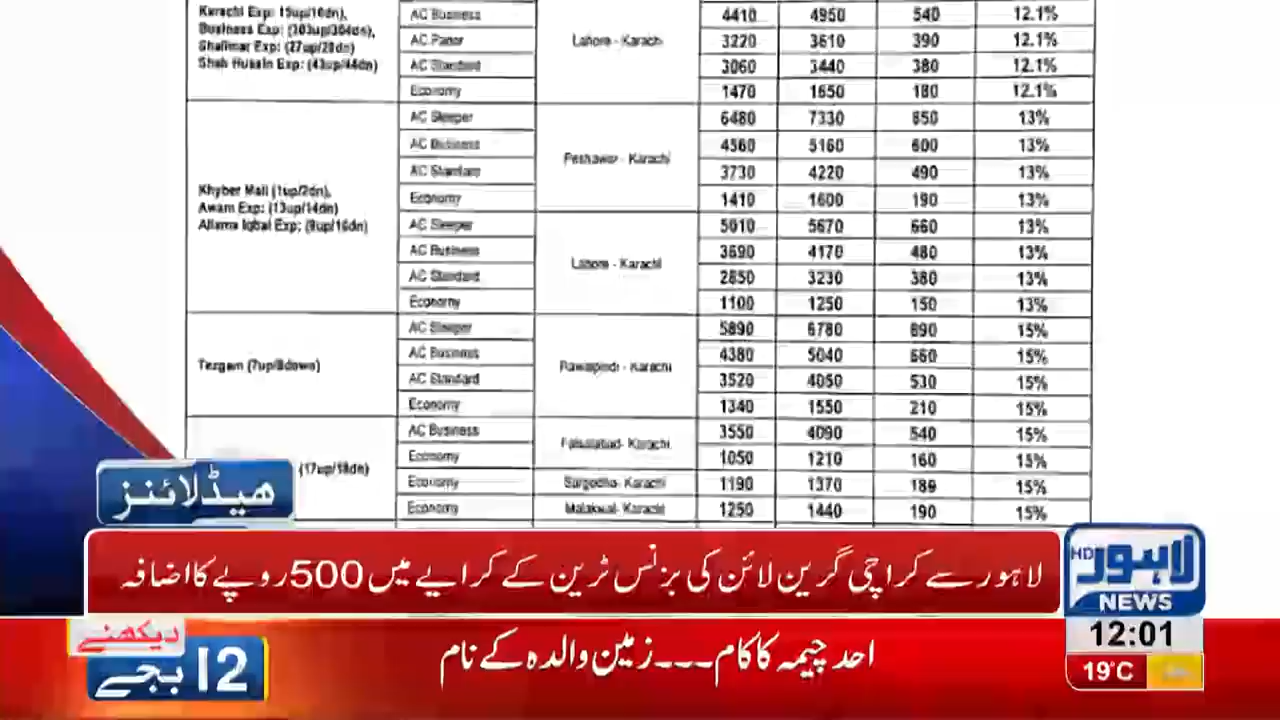 Karachi Exp: 15up/16dn),
Business Exp: (303up/304dn),
Shalimar Exp: (27up/28dn)
Shah Husain Exp: (43up/44dn)
AC Business 4410 4950 540 12.1%
AC Parlor Lahore - Karachi 3220 3610 390 12.1%
AC Standard 3060 3440 380 12.1%
Economy 1470 1650 180 12.1%
Khyber Mail (1up/2dn),
Awam Exp: (13up/14dn)
Allama Iqbal Exp: (9up/10dn)
AC Sleeper 6480 7330 850 13%
AC Business Peshawar - Karachi 4560 5160 600 13%
AC Standard 3730 4220 490 13%
Economy 1410 1600 190 13%
AC Sleeper 5010 5670 660 13%
AC Business Lahore - Karachi 3690 4170 480 13%
AC Standard 2850 3230 380 13%
Economy 1100 1250 150 13%
Tezgam (7up/8down)
AC Sleeper 5890 6780 890 15%
AC Business Rawalpindi - Karachi 4380 5040 660 15%
AC Standard 3520 4050 530 15%
Economy 1340 1550 210 15%
(17up/18dn)
AC Business Faisalabad- Karachi 3550 4090 540 15%
Economy 1050 1210 160 15%
Economy Sargodha- Karachi 1190 1370 180 15%
Economy Malakwal- Karachi 1250 1440 190 15%
ھیڈلائنز
لاہور سے کراچی گرین لائن کی بزنس ٹرین کے کرایے میں 500 روپے کا اضافہ
لاہور HD
NEWS
دیکھئے
12 بجے
احد چیمہ کا کام ۔۔۔ زمین والدہ کے نام
12:01
19°C